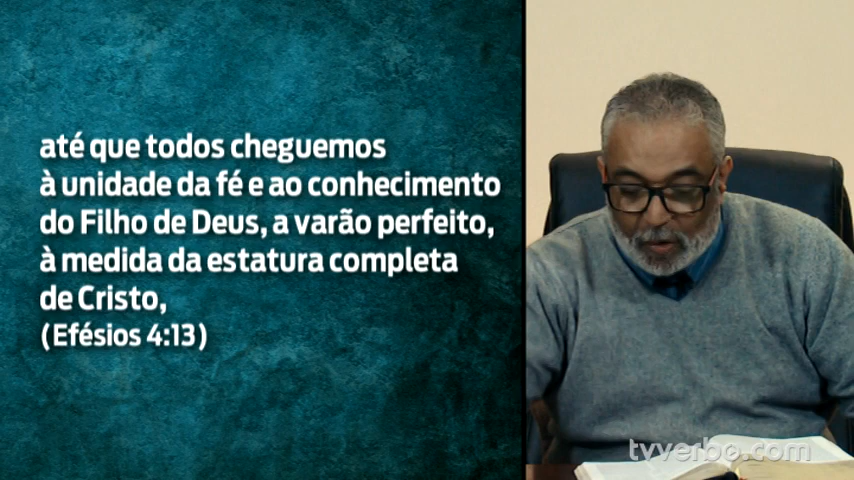 até que todos cheguemos
à unidade da fé e ao conhecimento
do Filho de Deus, a varão perfeito,
à medida da estatura completa
de Cristo,
(Efésios 4:13)
tvverbo.com